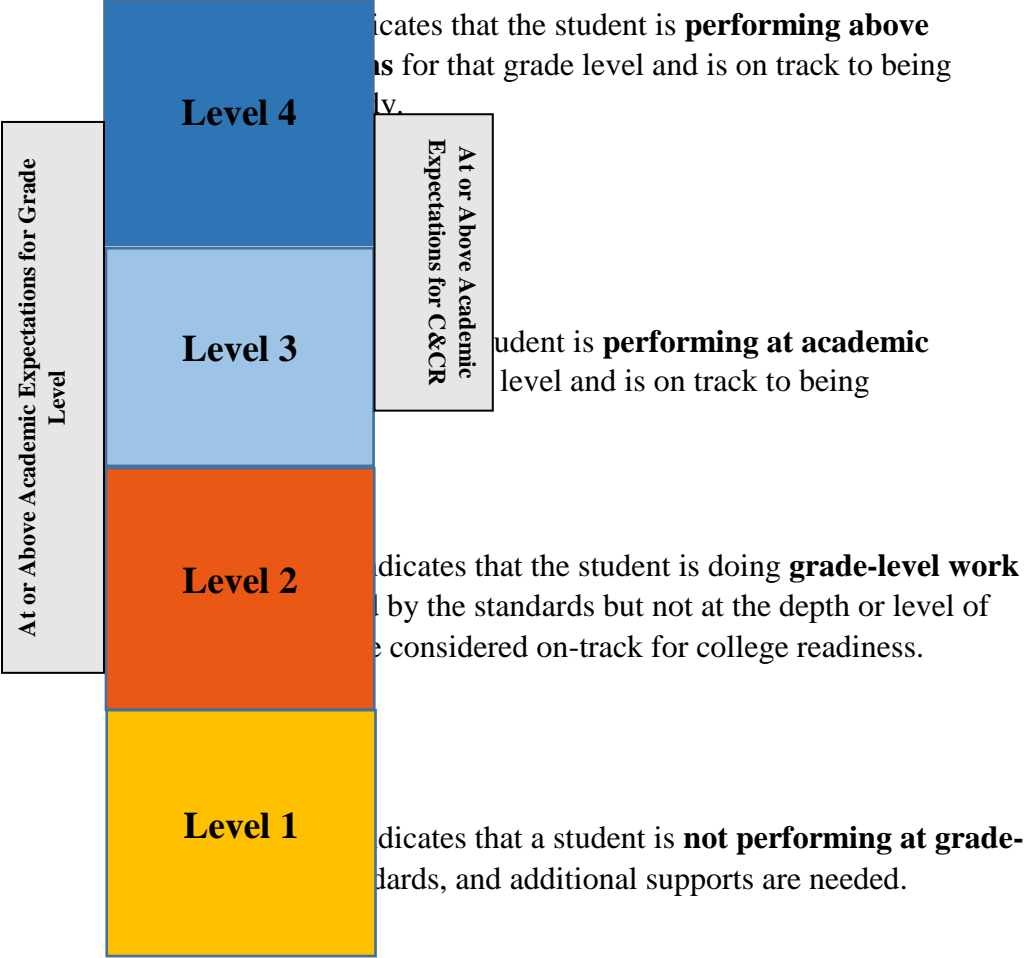 icates that the student is performing above
ns for that grade level and is on track to being
ly.
Level 4
At or Above Academic Expectations for Grade
Level
At or Above Academic
Expectations for C&CR
Level 3
udent is performing at academic
level and is on track to being
Level 2
dicates that the student is doing grade-level work
d by the standards but not at the depth or level of
e considered on-track for college readiness.
Level 1
dicates that a student is not performing at grade-
dards, and additional supports are needed.